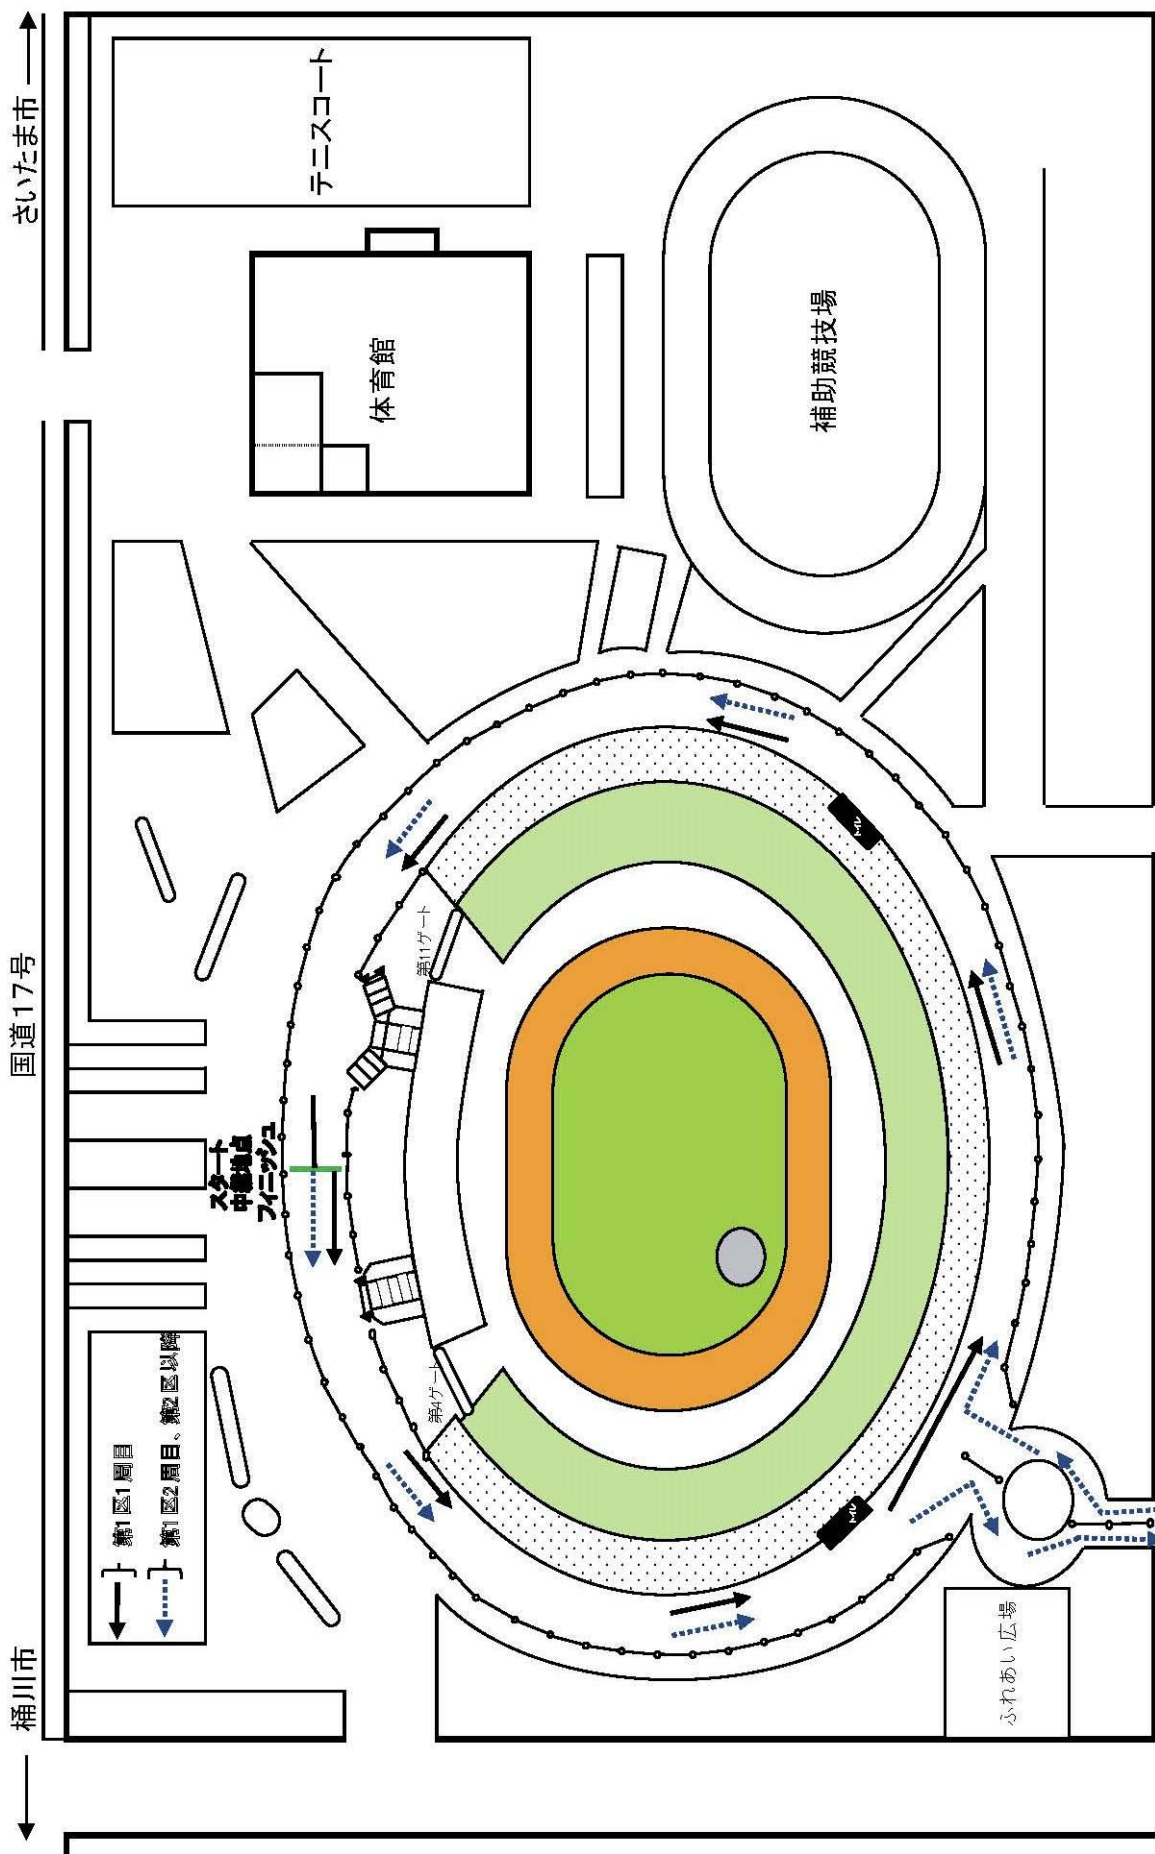 桶川市
国道17号
さいたま市
第1区1周目
第1区2周目、第2区以降
スタート
中継地点
フィニッシュ
テニスコート
体育館
補助競技場
第4ゲート
第11ゲート
ふれあい広場